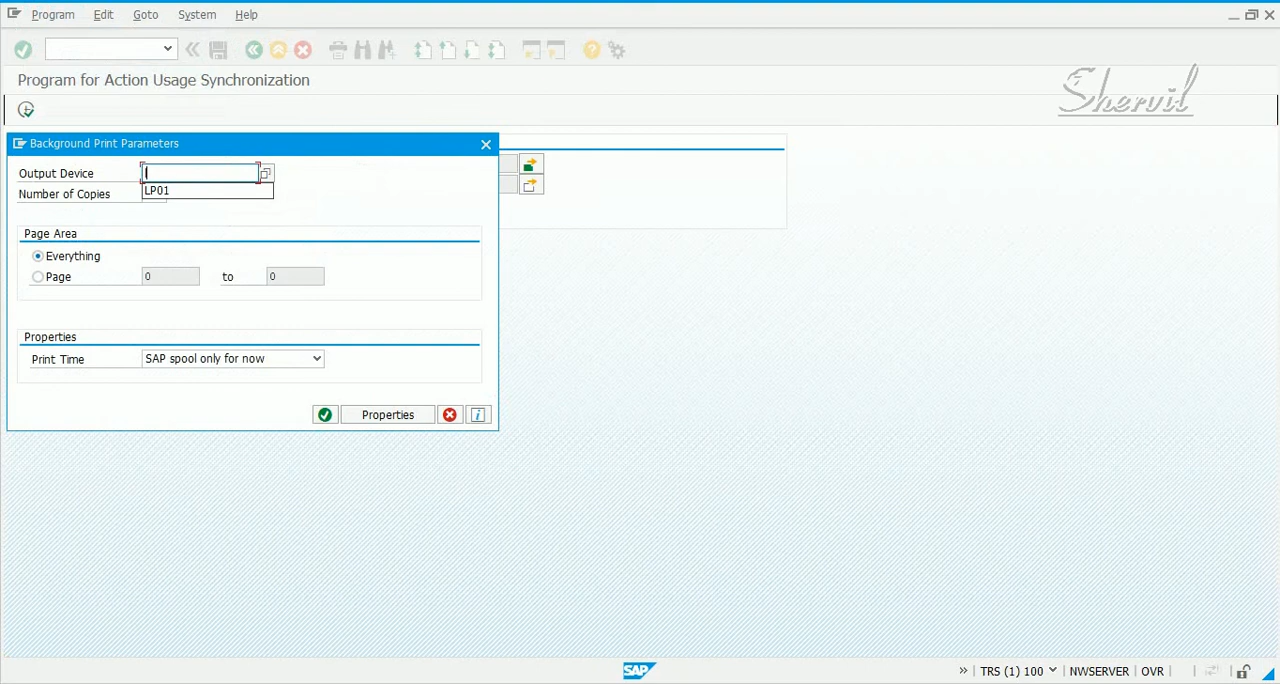 Program Edit Goto System Help
Program for Action Usage Synchronization
Shervil
Background Print Parameters
Output Device
LP01
Number of Copies
Page Area
Everything
Page 0 to 0
Properties
Print Time SAP spool only for now
Properties
SAP TRS (1) 100 NWSERVER OVR